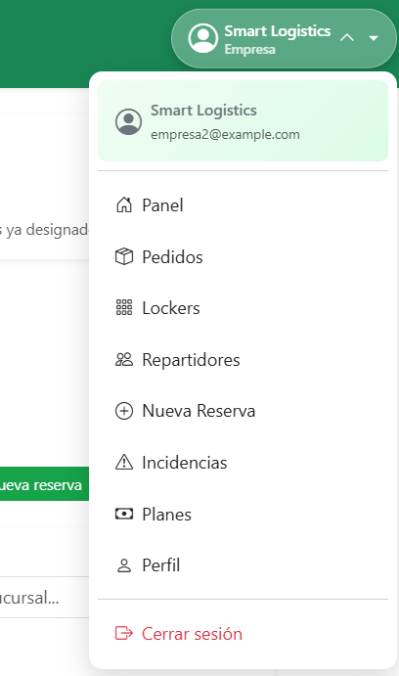 Smart Logistics
Empresa
Smart Logistics
empresa2@example.com
Panel
s ya designad
Pedidos
Lockers
Repartidores
Nueva Reserva
Incidencias
ueva reserva
Planes
Perfil
ucursal...
Cerrar sesión